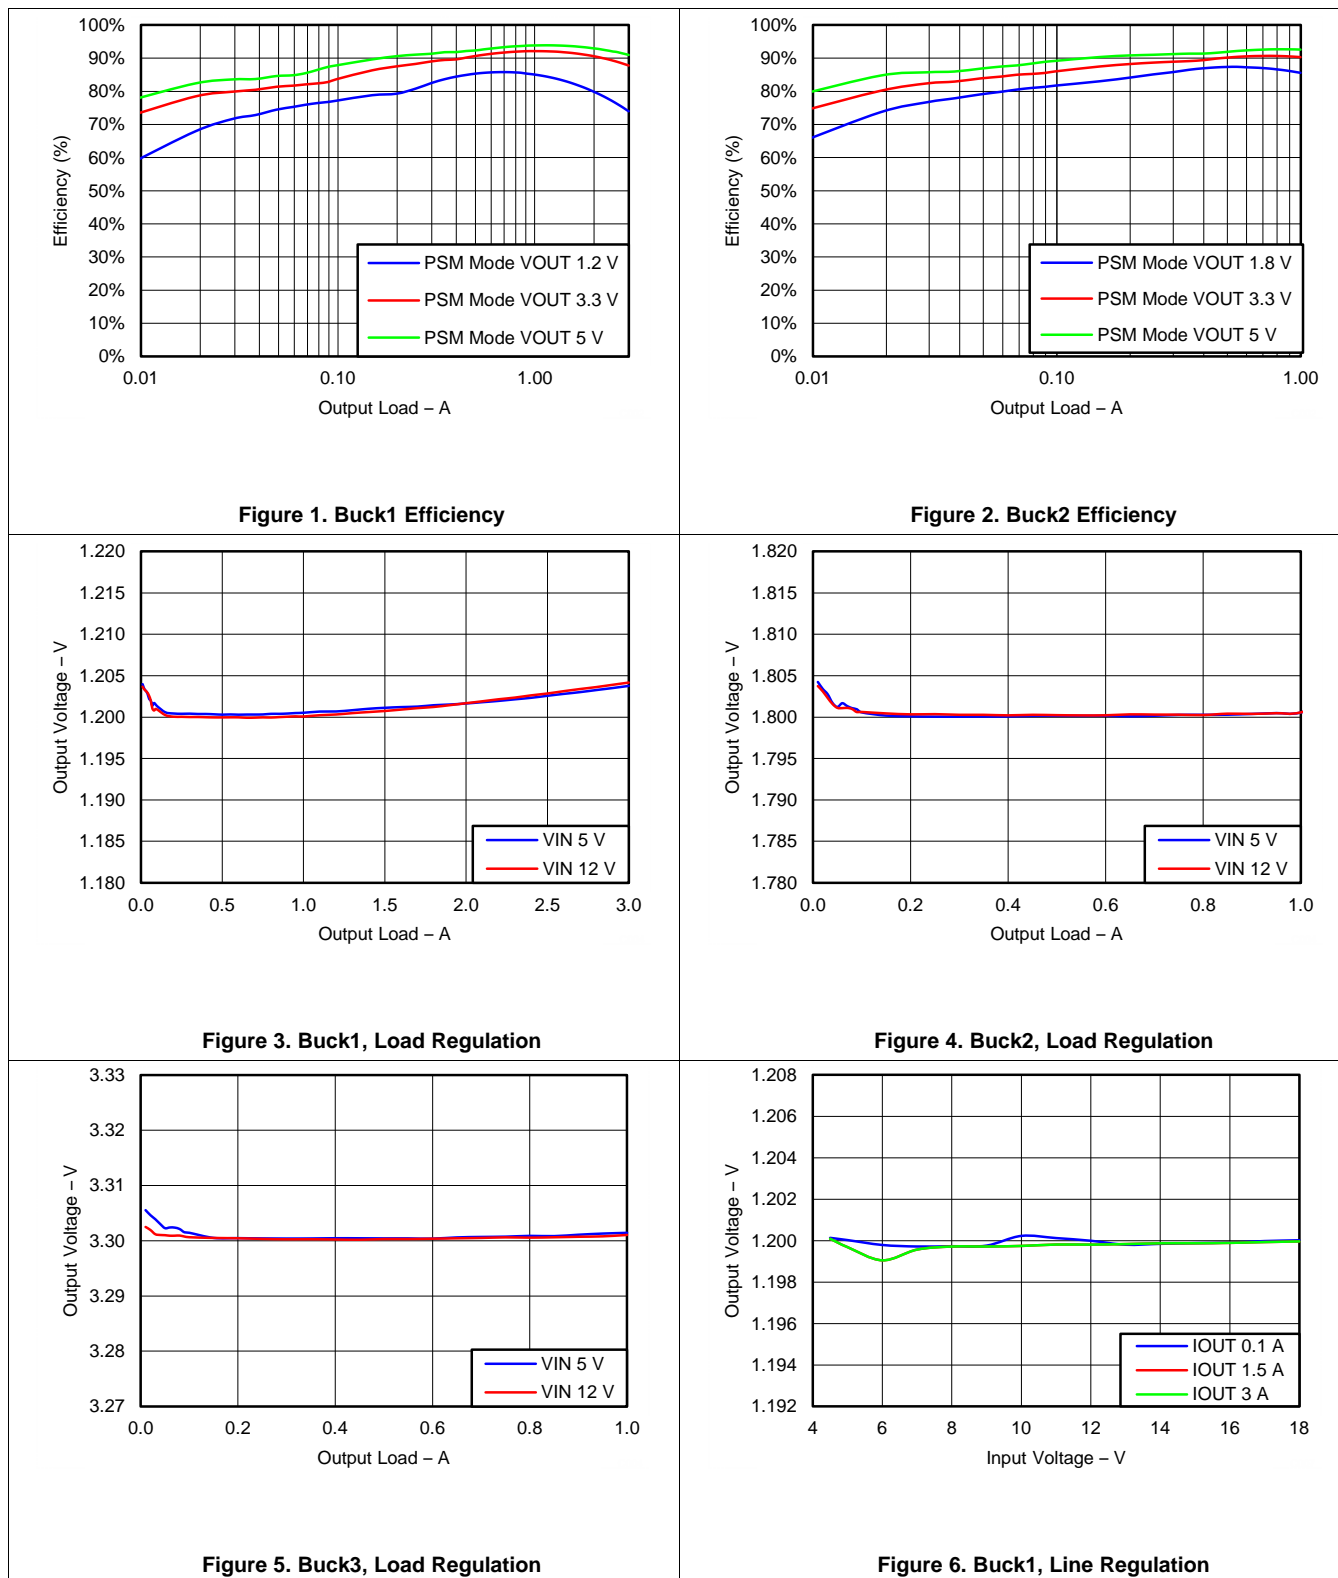 100%
90%
80%
70%
60%
50%
40%
30%
20%
10%
0%
Efficiency (%)
PSM Mode VOUT 1.2 V
PSM Mode VOUT 3.3 V
PSM Mode VOUT 5 V
0.01 0.10 1.00
Output Load – A
Figure 1. Buck1 Efficiency
100%
90%
80%
70%
60%
50%
40%
30%
20%
10%
0%
Efficiency (%)
PSM Mode VOUT 1.8 V
PSM Mode VOUT 3.3 V
PSM Mode VOUT 5 V
0.01 0.10 1.00
Output Load – A
Figure 2. Buck2 Efficiency
1.220
1.215
1.210
1.205
1.200
1.195
1.190
1.185
1.180
Output Voltage – V
VIN 5 V
VIN 12 V
0.0 0.5 1.0 1.5 2.0 2.5 3.0
Output Load – A
Figure 3. Buck1, Load Regulation
1.820
1.815
1.810
1.805
1.800
1.795
1.790
1.785
1.780
Output Voltage – V
VIN 5 V
VIN 12 V
0.0 0.2 0.4 0.6 0.8 1.0
Output Load – A
Figure 4. Buck2, Load Regulation
3.33
3.32
3.31
3.30
3.29
3.28
3.27
Output Voltage – V
VIN 5 V
VIN 12 V
0.0 0.2 0.4 0.6 0.8 1.0
Output Load – A
Figure 5. Buck3, Load Regulation
1.208
1.206
1.204
1.202
1.200
1.198
1.196
1.194
1.192
Output Voltage – V
IOUT 0.1 A
IOUT 1.5 A
IOUT 3 A
4 6 8 10 12 14 16 18
Input Voltage – V
Figure 6. Buck1, Line Regulation